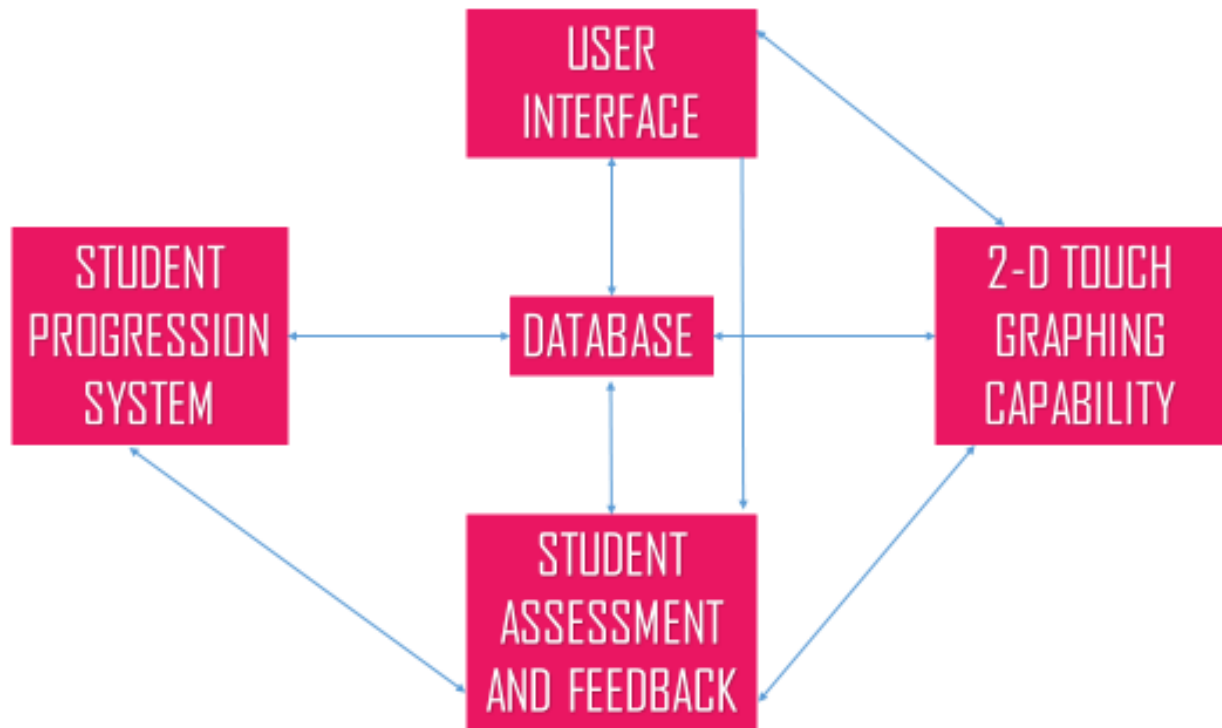 USER
INTERFACE
STUDENT
PROGRESSION
SYSTEM
DATABASE
2-D TOUCH
GRAPHING
CAPABILITY
STUDENT
ASSESSMENT
AND FEEDBACK